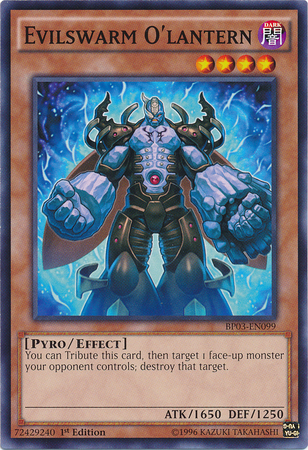 EVILSWARM O'LANTERN
DARK
闇
BP03-EN099
[PYRO/EFFECT]
You can Tribute this card, then target 1 face-up monster
your opponent controls; destroy that target.
ATK/1650 DEF/1250
72429240 1st Edition ©1996 KAZUKI TAKAHASHI